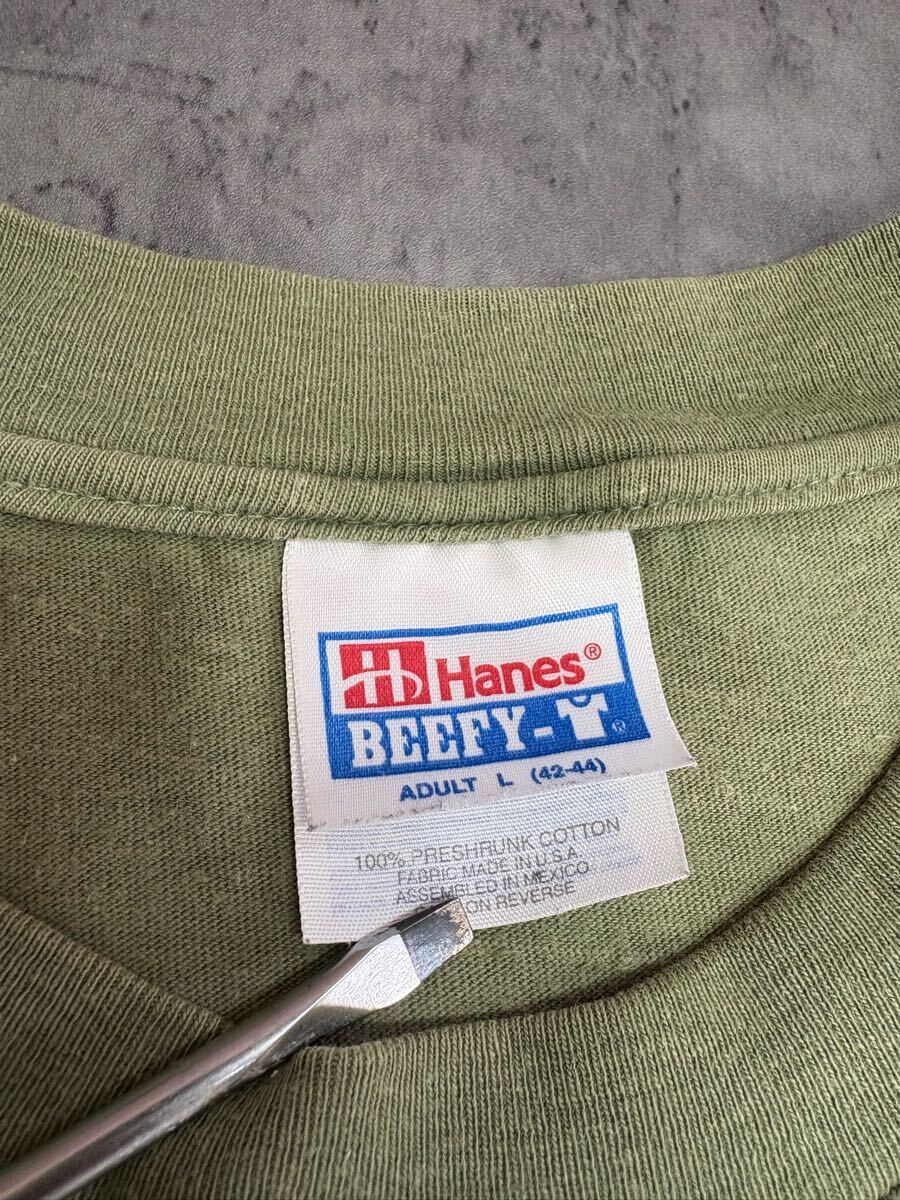 Hanes®
BEEFY-T®
ADULT L (42-44)
100% PRESHRUNK COTTON
FABRIC MADE IN U.S.A.
ASSEMBLED IN MEXICO
ON REVERSE